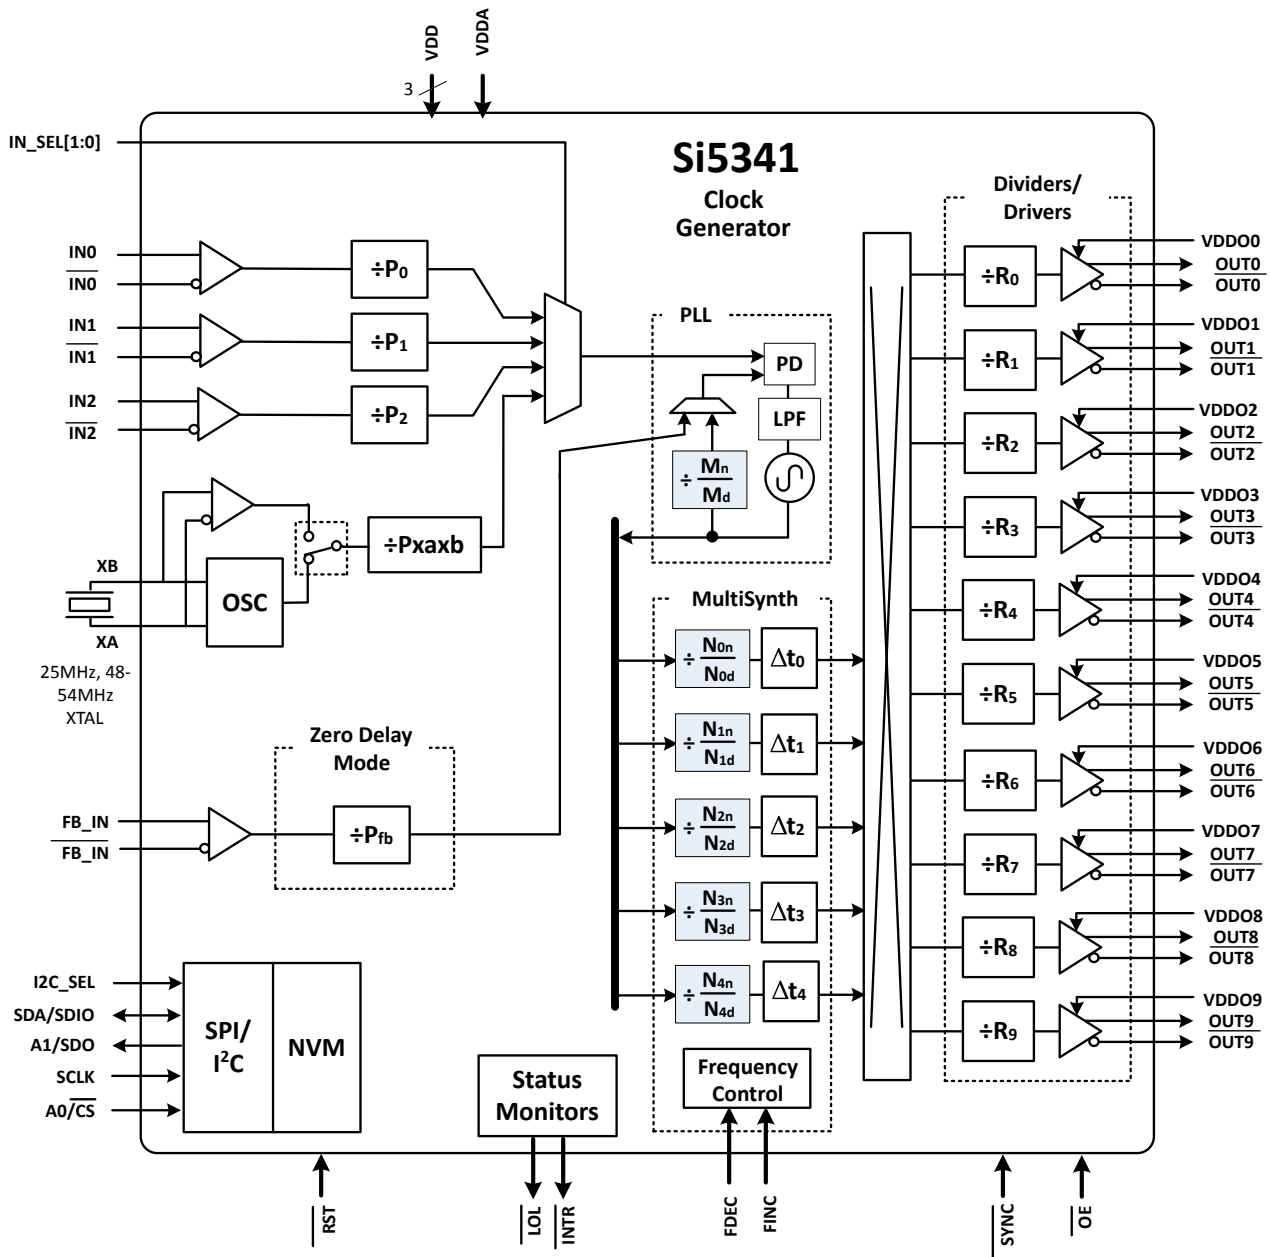 VDD
VDDA
3
IN_SEL[1:0]
Si5341
Clock
Generator
Dividers/
Drivers
IN0
IN0
÷P0
IN1
IN1
÷P1
IN2
IN2
÷P2
XB
XA
OSC
÷Pxaxb
25MHz, 48-
54MHz
XTAL
PLL
PD
LPF
÷ Mn
Md
Zero Delay
Mode
FB_IN
FB_IN
÷Pfb
MultiSynth
÷ N0n
N0d
Δt0
÷ N1n
N1d
Δt1
÷ N2n
N2d
Δt2
÷ N3n
N3d
Δt3
÷ N4n
N4d
Δt4
Frequency
Control
÷R0
VDDO0
OUT0
OUT0
÷R1
VDDO1
OUT1
OUT1
÷R2
VDDO2
OUT2
OUT2
÷R3
VDDO3
OUT3
OUT3
÷R4
VDDO4
OUT4
OUT4
÷R5
VDDO5
OUT5
OUT5
÷R6
VDDO6
OUT6
OUT6
÷R7
VDDO7
OUT7
OUT7
÷R8
VDDO8
OUT8
OUT8
÷R9
VDDO9
OUT9
OUT9
I2C_SEL
SDA/SDIO
A1/SDO
SCLK
A0/CS
SPI/
I²C
NVM
Status
Monitors
RST
LOL
INTR
FDEC
FINC
SYNC
OE